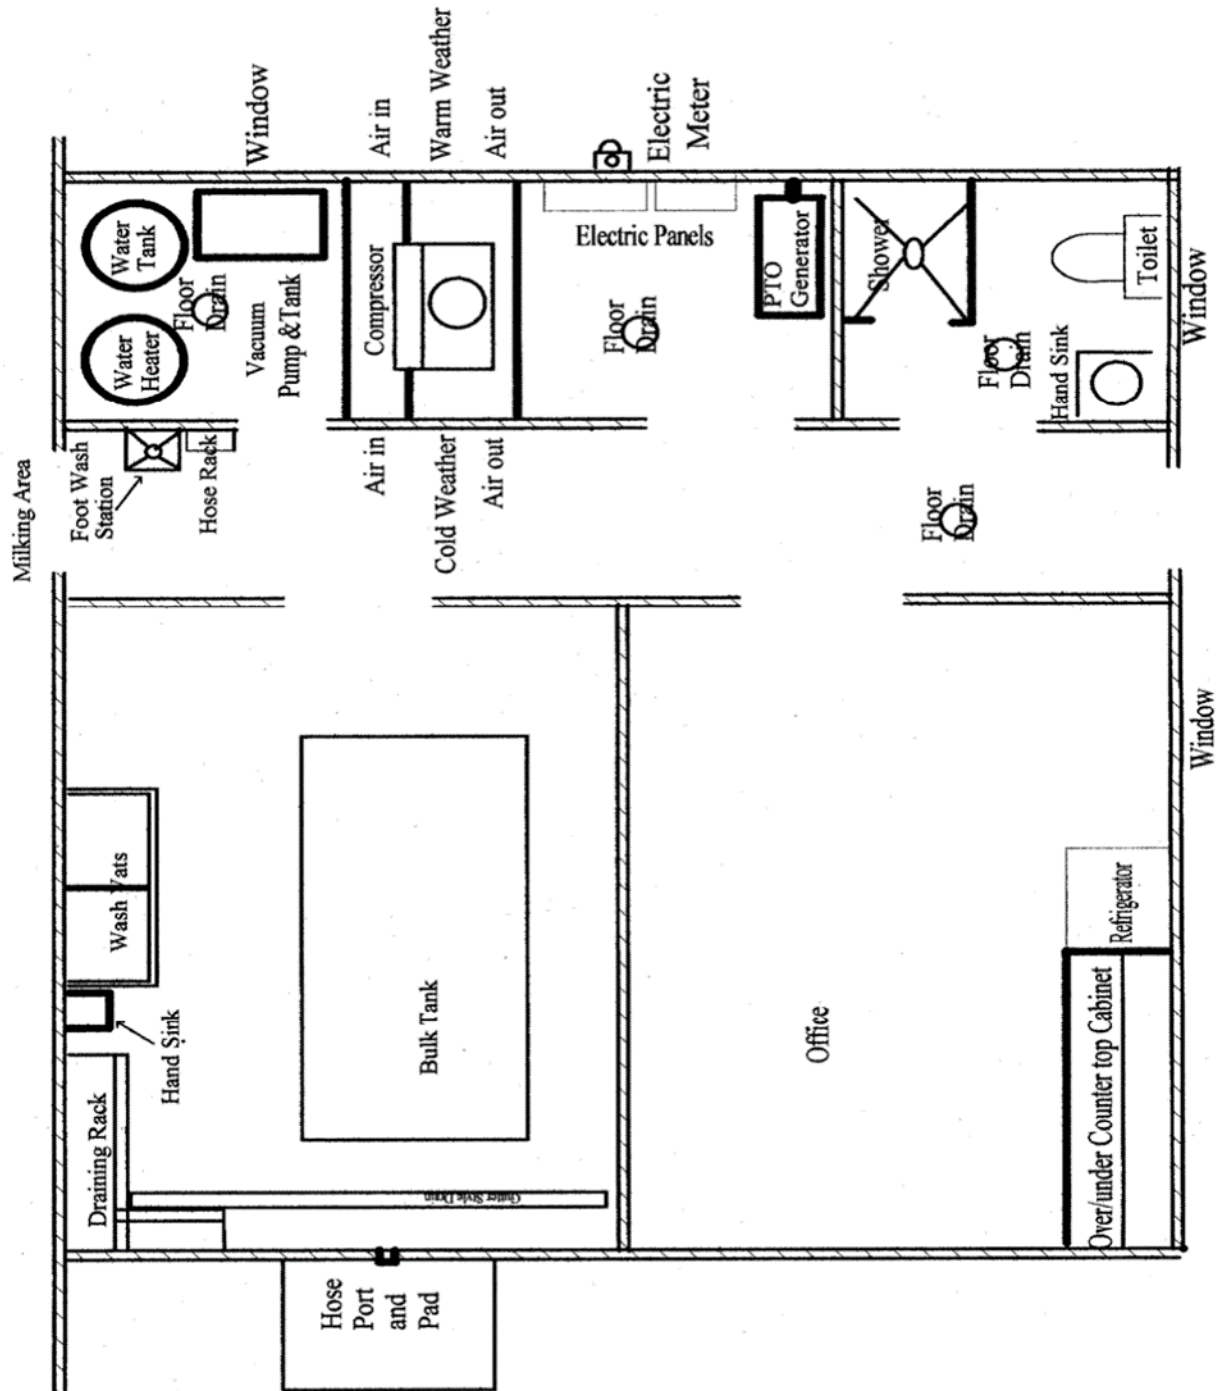 Milking Area
Window
Air in
Warm Weather
Air out
Electric
Meter
Water
Tank
Floor
Drain
Water
Heater
Vacuum
Pump &Tank
Compressor
Electric Panels
Floor
Drain
PTO
Generator
Shower
Toilet
Window
Floor
Drain
Hand Sink
Foot Wash
Station
Hose Rack
Air in
Cold Weather
Air out
Floor
Drain
Window
Wash Vats
Hand Sink
Draining Rack
Bulk Tank
Gutter Style Drain
Hose
Port
and
Pad
Office
Refrigerator
Over/under Counter top Cabinet